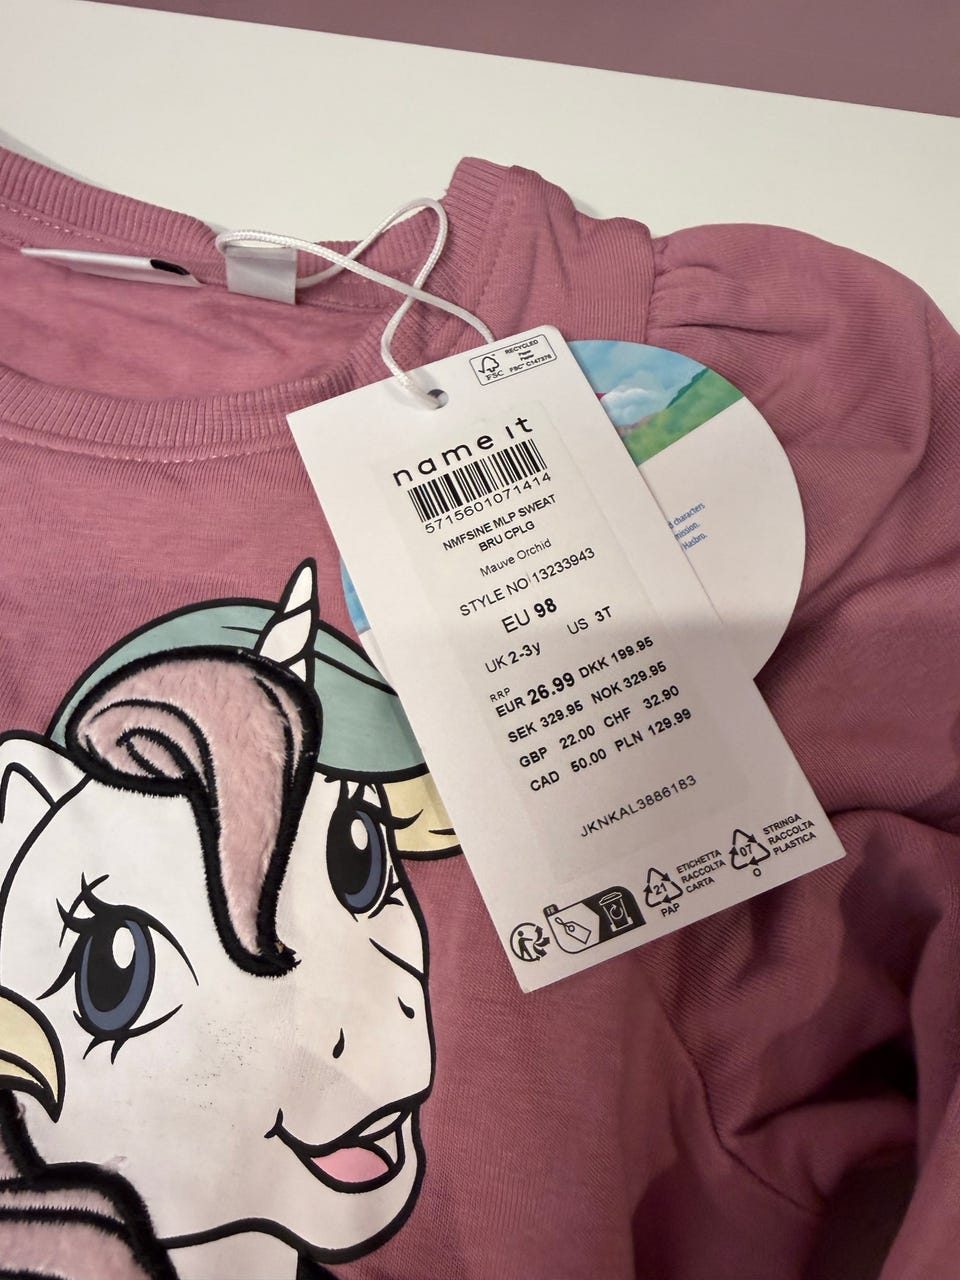 RECYCLED
Paper
Papier
FSC
FSC™ C147376
name it
5715601071414
NMFSINE MLP SWEAT
BRU CPLG
Mauve Orchid
STYLE NO 13233943
EU 98
UK 2-3y US 3T
RRP
EUR 26.99 DKK 199.95
SEK 329.95 NOK 329.95
GBP 22.00 CHF 32.90
CAD 50.00 PLN 129.99
JKNKAL3886183
21
PAP
ETICHETTA
RACCOLTA
CARTA
07
O
STRINGA
RACCOLTA
PLASTICA
characters
mission.
Hasbro.